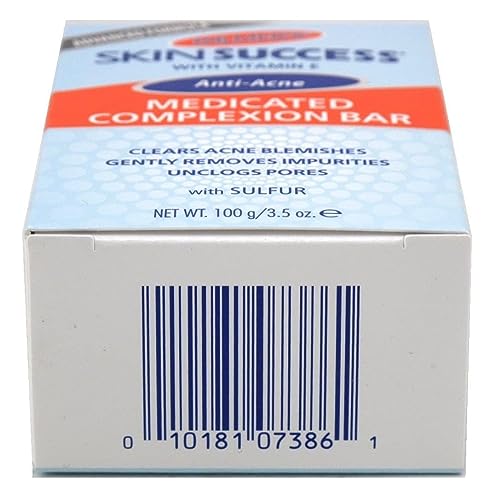 SKIN SUCCESS®
WITH VITAMIN E
Anti-Acne
MEDICATED
COMPLEXION BAR
CLEARS ACNE BLEMISHES
GENTLY REMOVES IMPURITIES
UNCLOGS PORES
with SULFUR
NET WT. 100 g/3.5 oz. ℮
0 10181 07386 1